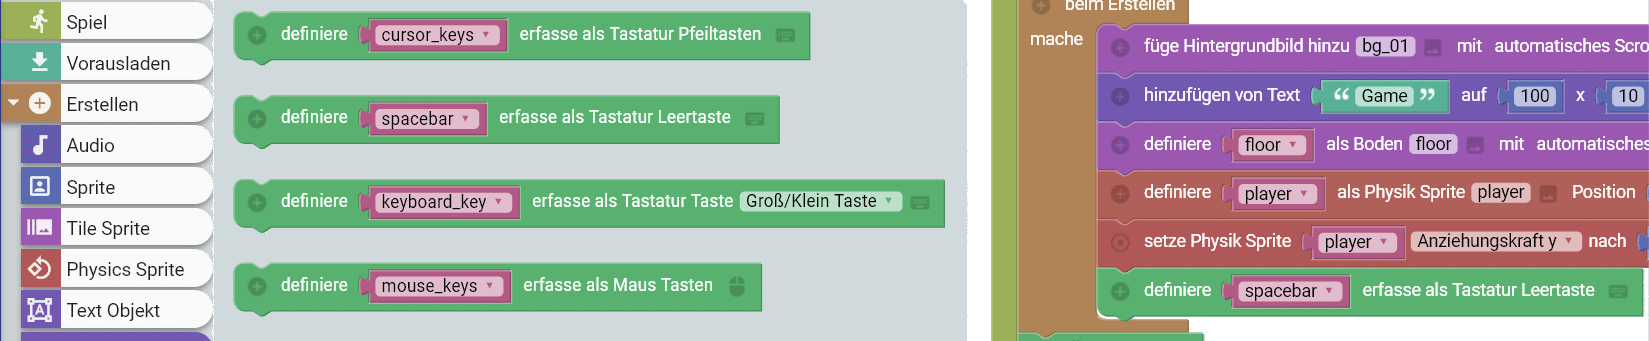 Spiel
Vorausladen
Erstellen
Audio
Sprite
Tile Sprite
Physics Sprite
Text Objekt
definiere cursor_keys erfasse als Tastatur Pfeiltasten
definiere spacebar erfasse als Tastatur Leertaste
definiere keyboard_key erfasse als Tastatur Taste Groß/Klein Taste
definiere mouse_keys erfasse als Maus Tasten
beim Erstellen
mache
füge Hintergrundbild hinzu bg_01 mit automatisches Scro
hinzufügen von Text “ Game ” auf 100 x 10
definiere floor als Boden floor mit automatisches
definiere player als Physik Sprite player Position
setze Physik Sprite player Anziehungskraft y nach
definiere spacebar erfasse als Tastatur Leertaste